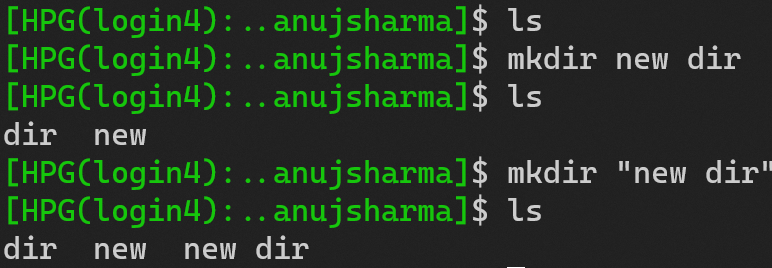 [HPG(login4):..anujsharma]$ ls
[HPG(login4):..anujsharma]$ mkdir new dir
[HPG(login4):..anujsharma]$ ls
dir  new
[HPG(login4):..anujsharma]$ mkdir "new dir"
[HPG(login4):..anujsharma]$ ls
dir  new  new dir